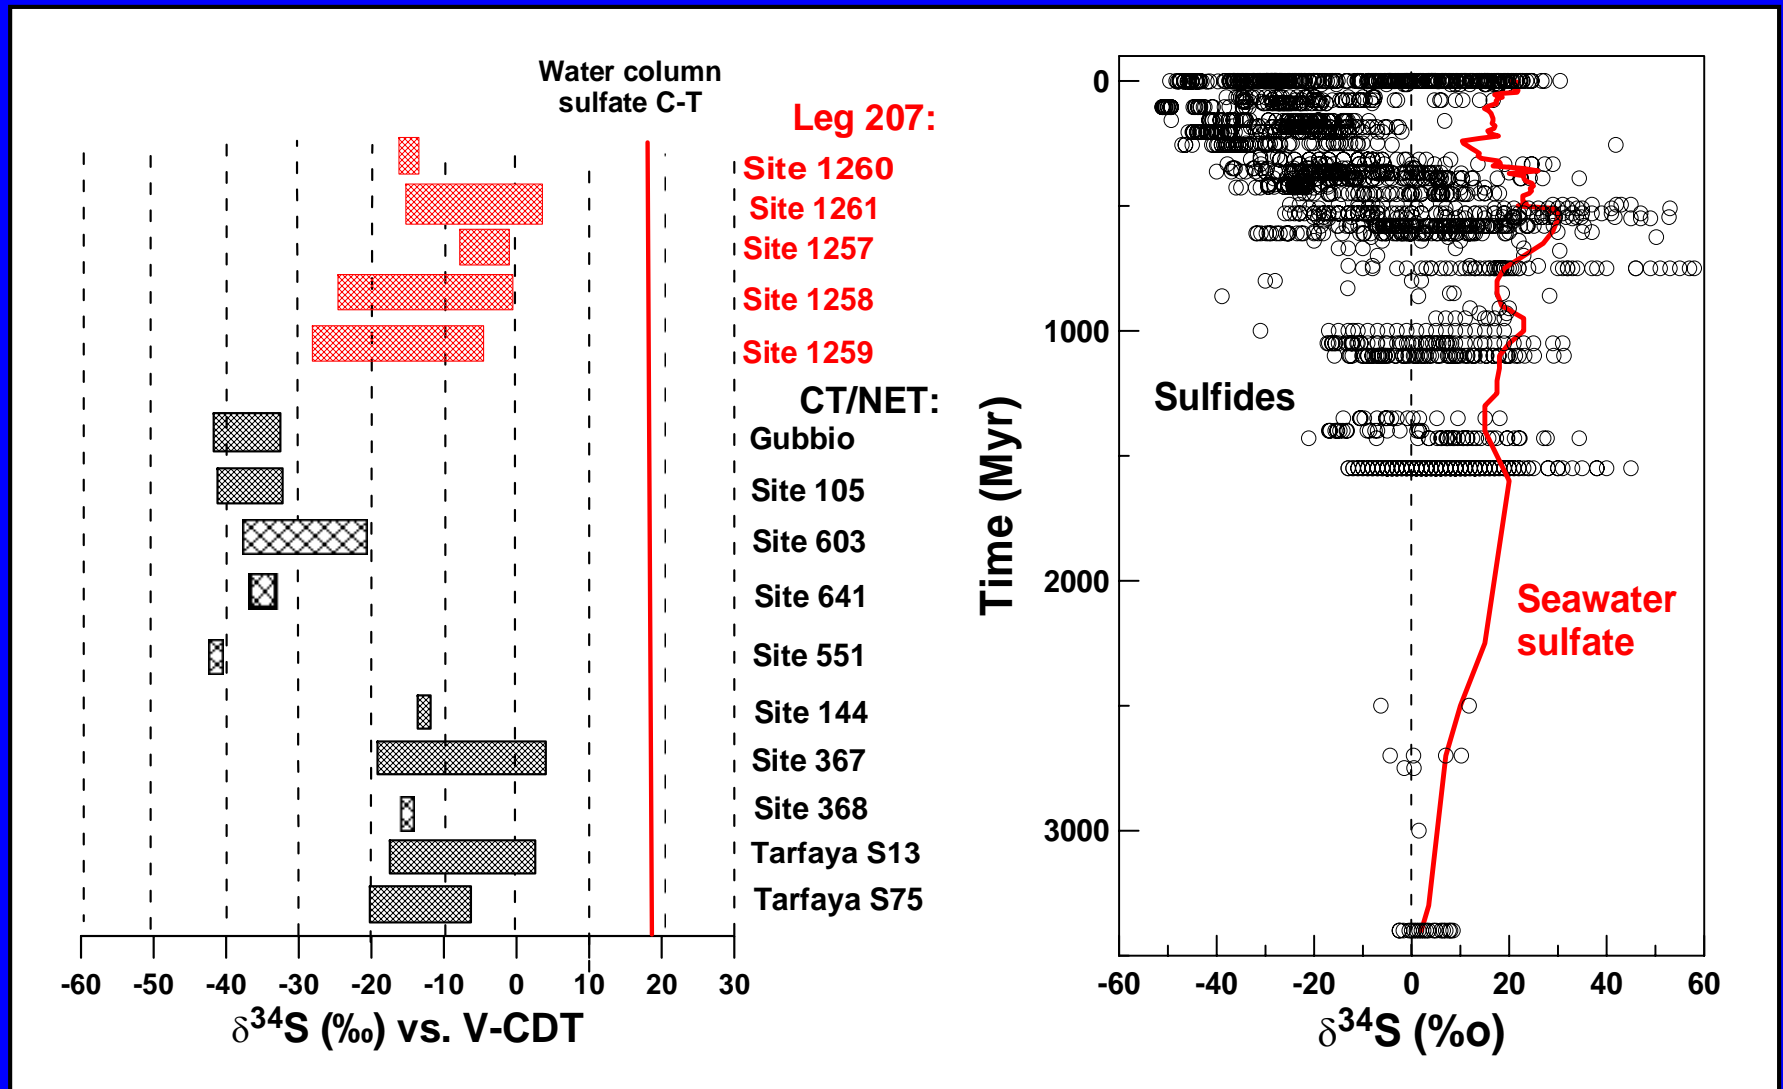 Water column
sulfate C-T
Leg 207:
Site 1260
Site 1261
Site 1257
Site 1258
Site 1259
CT/NET:
Gubbio
Site 105
Site 603
Site 641
Site 551
Site 144
Site 367
Site 368
Tarfaya S13
Tarfaya S75
-60 -50 -40 -30 -20 -10 0 10 20 30
δ³⁴S (‰) vs. V-CDT
0
1000
2000
3000
Time (Myr)
Sulfides
Seawater
sulfate
-60 -40 -20 0 20 40 60
δ³⁴S (%o)